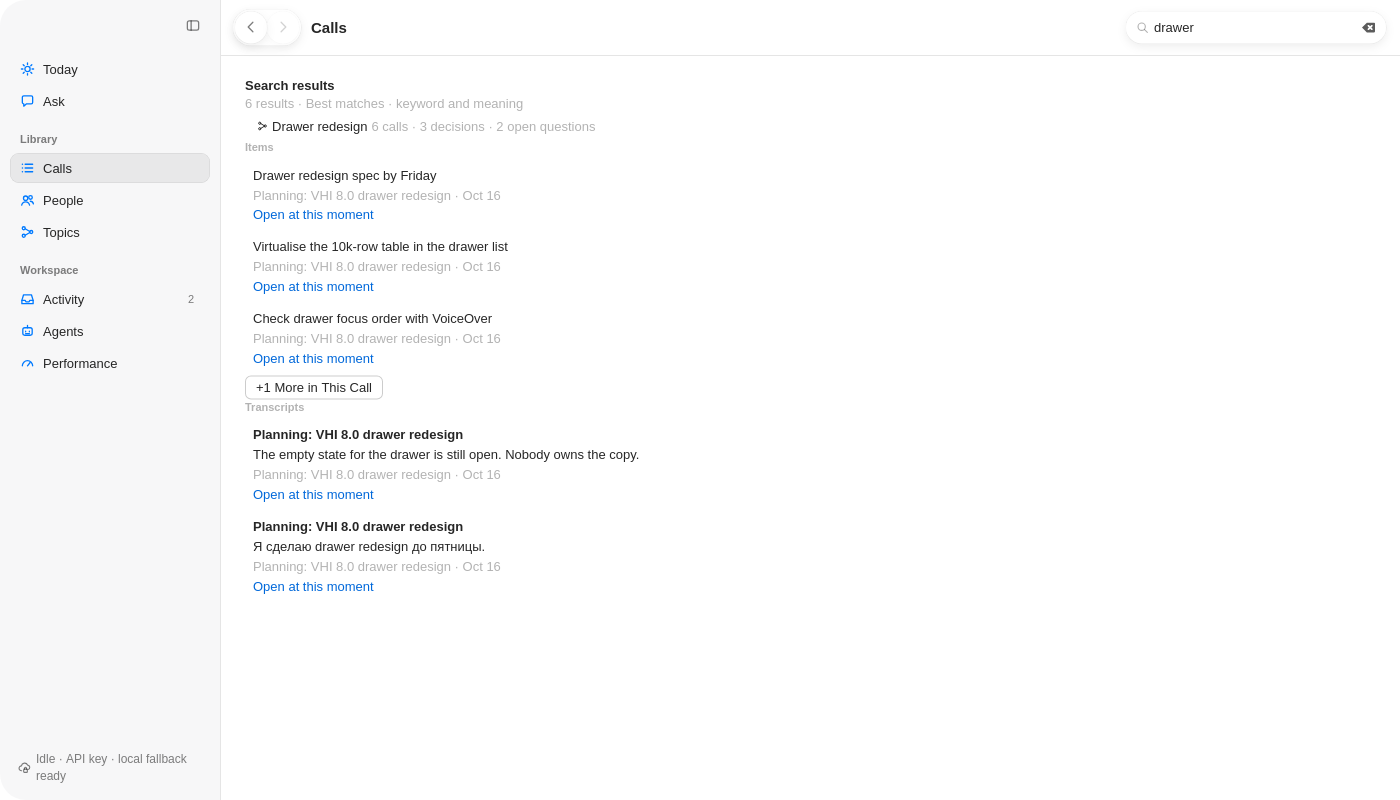 Calls
drawer
Today
Ask
Library
Calls
People
Topics
Workspace
Activity 2
Agents
Performance
Idle · API key · local fallback
ready
Search results
6 results · Best matches · keyword and meaning
Drawer redesign 6 calls · 3 decisions · 2 open questions
Items
Drawer redesign spec by Friday
Planning: VHI 8.0 drawer redesign · Oct 16
Open at this moment
Virtualise the 10k-row table in the drawer list
Planning: VHI 8.0 drawer redesign · Oct 16
Open at this moment
Check drawer focus order with VoiceOver
Planning: VHI 8.0 drawer redesign · Oct 16
Open at this moment
+1 More in This Call
Transcripts
Planning: VHI 8.0 drawer redesign
The empty state for the drawer is still open. Nobody owns the copy.
Planning: VHI 8.0 drawer redesign · Oct 16
Open at this moment
Planning: VHI 8.0 drawer redesign
Я сделаю drawer redesign до пятницы.
Planning: VHI 8.0 drawer redesign · Oct 16
Open at this moment